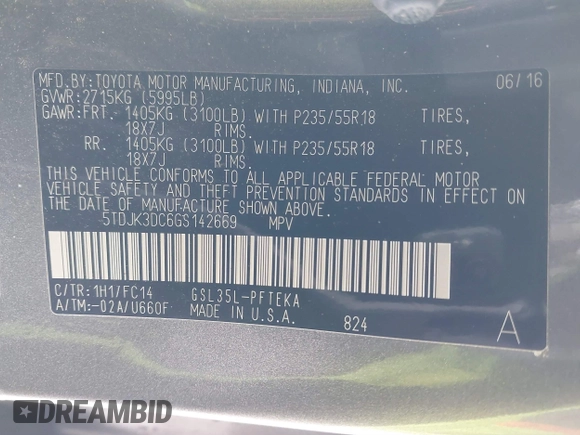 MFD.BY:TOYOTA MOTOR MANUFACTURING, INDIANA, INC. 06/16
GVWR:2715KG (5995LB)
GAWR:FRT. 1405KG (3100LB) WITH P235/55R18 TIRES,
18X7J RIMS.
RR. 1405KG (3100LB) WITH P235/55R18 TIRES,
18X7J RIMS.
THIS VEHICLE CONFORMS TO ALL APPLICABLE FEDERAL MOTOR
VEHICLE SAFETY AND THEFT PREVENTION STANDARDS IN EFFECT ON
THE DATE OF MANUFACTURE SHOWN ABOVE.
5TDJK3DC6GS142669 MPV
C/TR:1H1/FC14 GSL35L-PFTEKA
A/TM:-02A/U660F MADE IN U.S.A. 824 A
DREAMBID